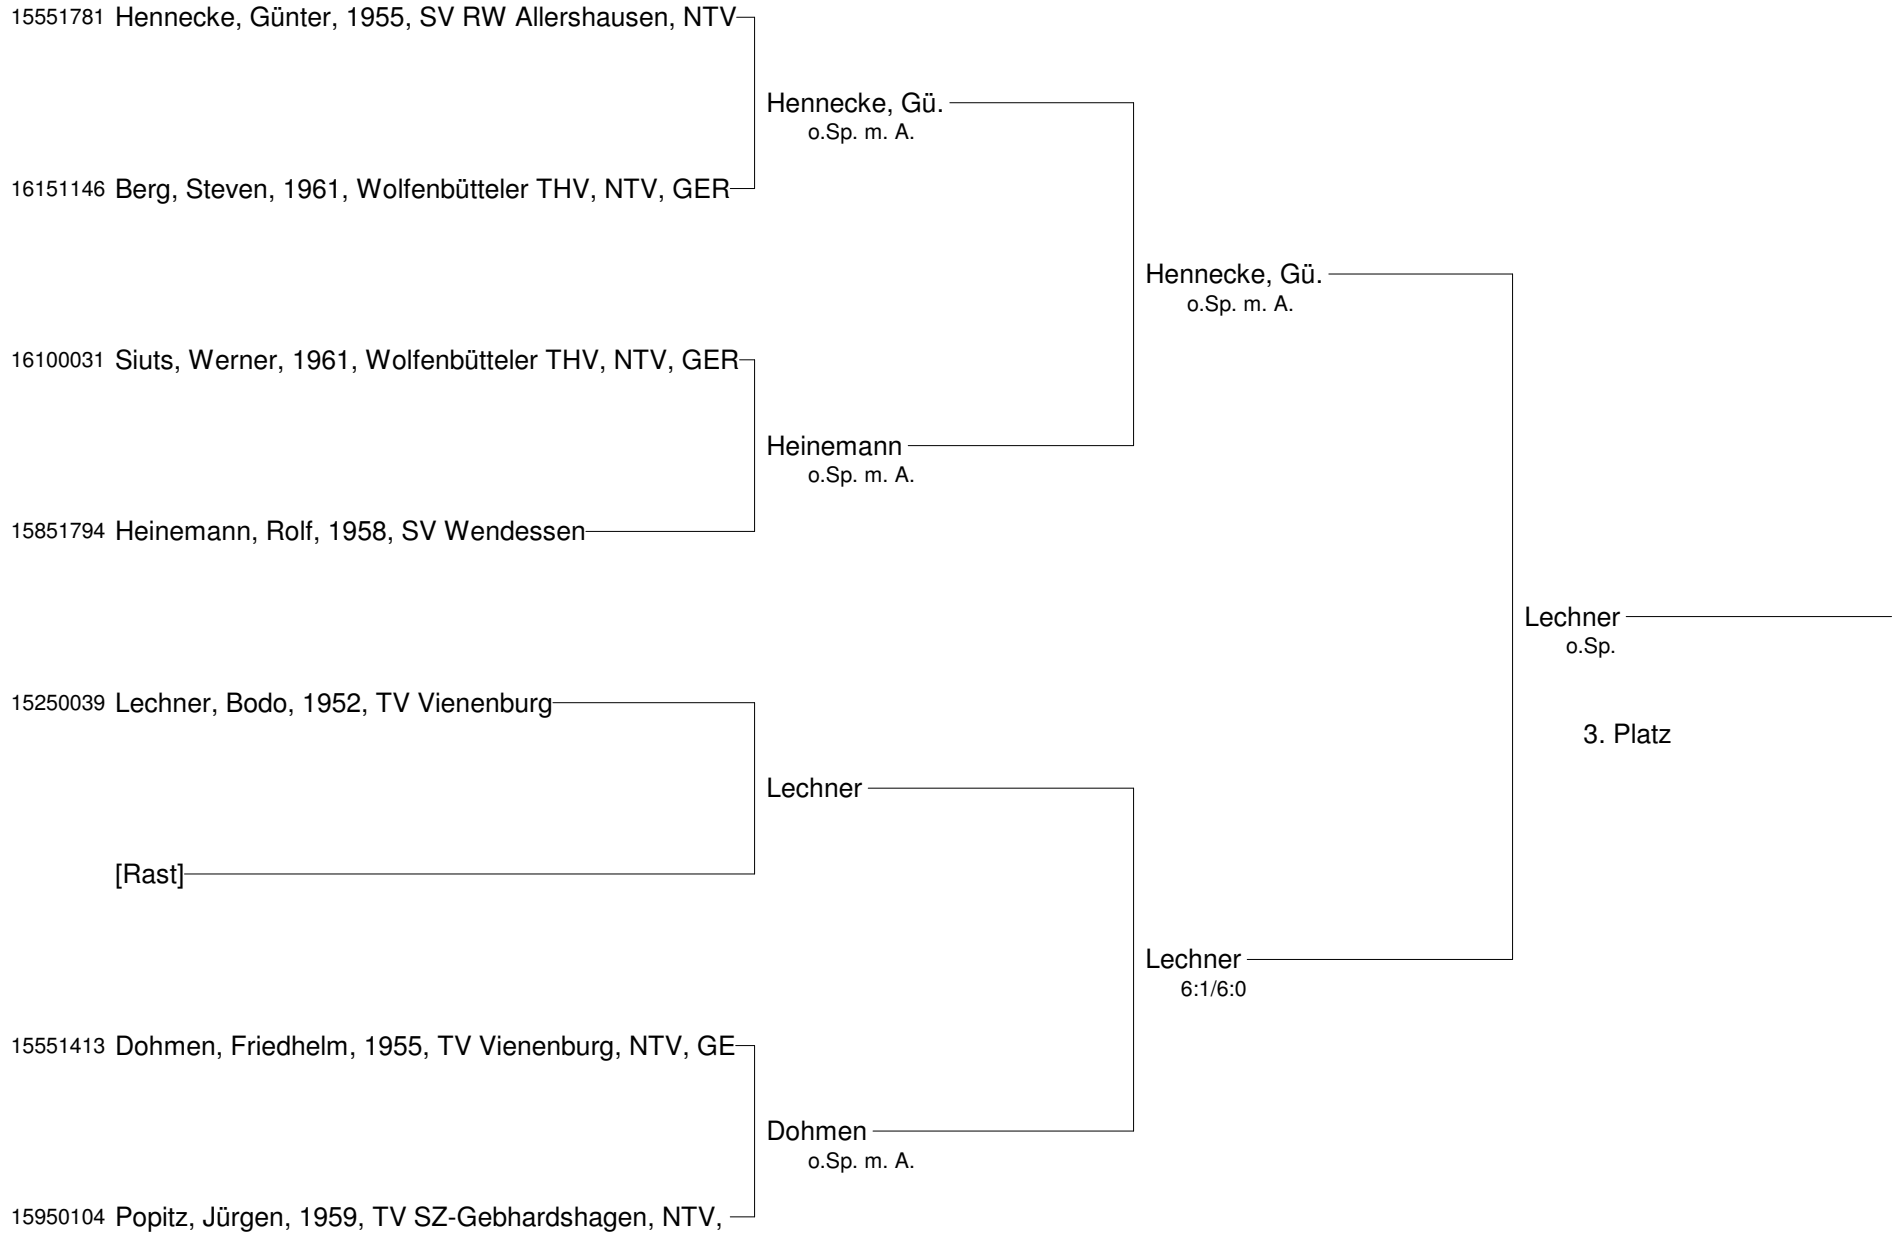 15551781 Hennecke, Günter, 1955, SV RW Allershausen, NTV
Hennecke, Gü.
o.Sp. m. A.
16151146 Berg, Steven, 1961, Wolfenbütteler THV, NTV, GER
Hennecke, Gü.
o.Sp. m. A.
16100031 Siuts, Werner, 1961, Wolfenbütteler THV, NTV, GER
Heinemann
o.Sp. m. A.
15851794 Heinemann, Rolf, 1958, SV Wendessen
Lechner
o.Sp.
15250039 Lechner, Bodo, 1952, TV Vienenburg
3. Platz
Lechner
[Rast]
Lechner
6:1/6:0
15551413 Dohmen, Friedhelm, 1955, TV Vienenburg, NTV, GE
Dohmen
o.Sp. m. A.
15950104 Popitz, Jürgen, 1959, TV SZ-Gebhardshagen, NTV,